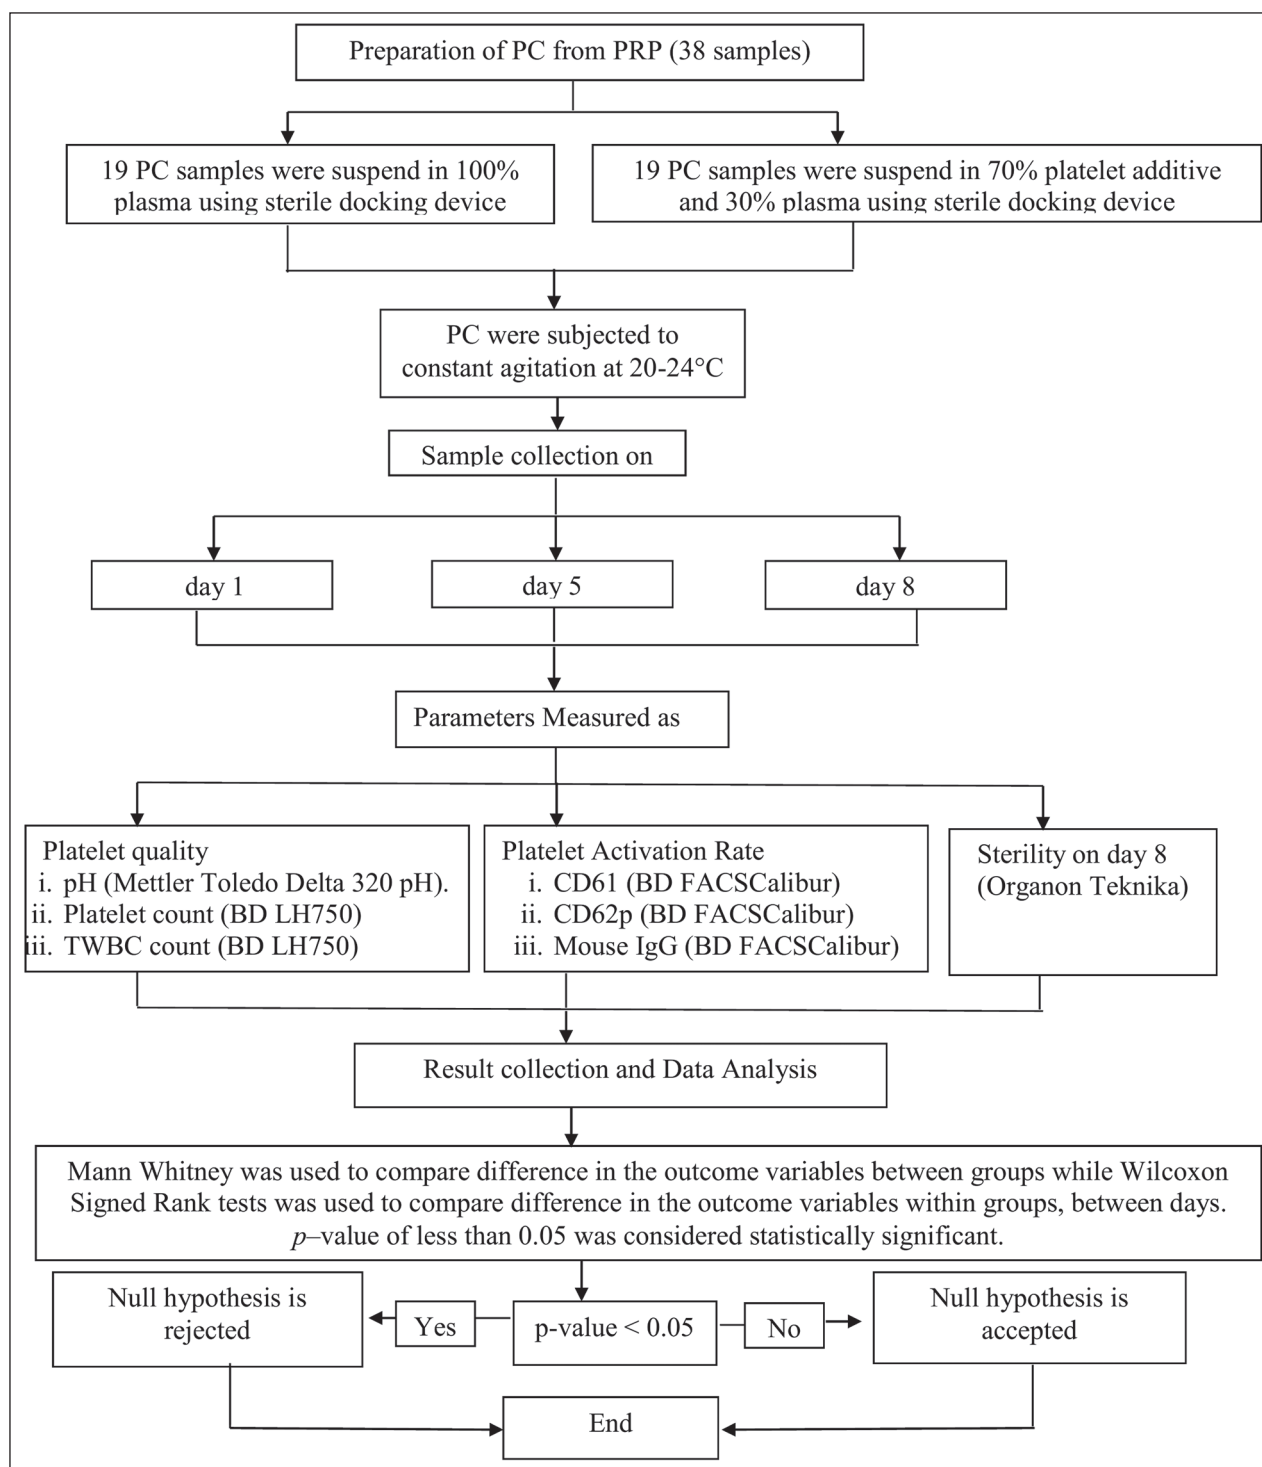 Preparation of PC from PRP (38 samples)
19 PC samples were suspend in 100%
plasma using sterile docking device
19 PC samples were suspend in 70% platelet additive
and 30% plasma using sterile docking device
PC were subjected to
constant agitation at 20-24°C
Sample collection on
day 1
day 5
day 8
Parameters Measured as
Platelet quality
i. pH (Mettler Toledo Delta 320 pH).
ii. Platelet count (BD LH750)
iii. TWBC count (BD LH750)
Platelet Activation Rate
i. CD61 (BD FACSCalibur)
ii. CD62p (BD FACSCalibur)
iii. Mouse IgG (BD FACSCalibur)
Sterility on day 8
(Organon Teknika)
Result collection and Data Analysis
Mann Whitney was used to compare difference in the outcome variables between groups while Wilcoxon
Signed Rank tests was used to compare difference in the outcome variables within groups, between days.
p–value of less than 0.05 was considered statistically significant.
Null hypothesis is
rejected
Yes
p-value < 0.05
No
Null hypothesis is
accepted
End